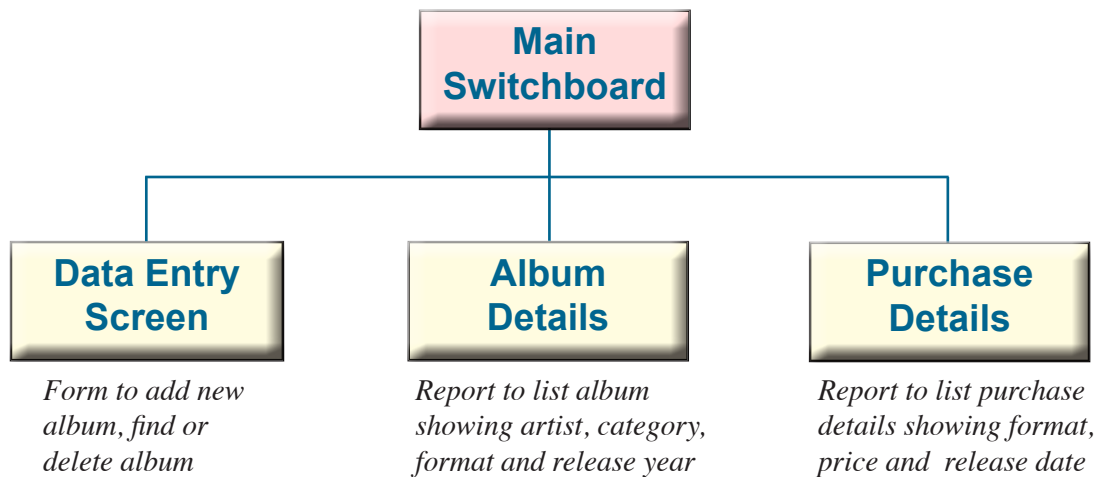 Main
Switchboard
Data Entry
Screen
Form to add new
album, find or
delete album
Album
Details
Report to list album
showing artist, category,
format and release year
Purchase
Details
Report to list purchase
details showing format,
price and release date